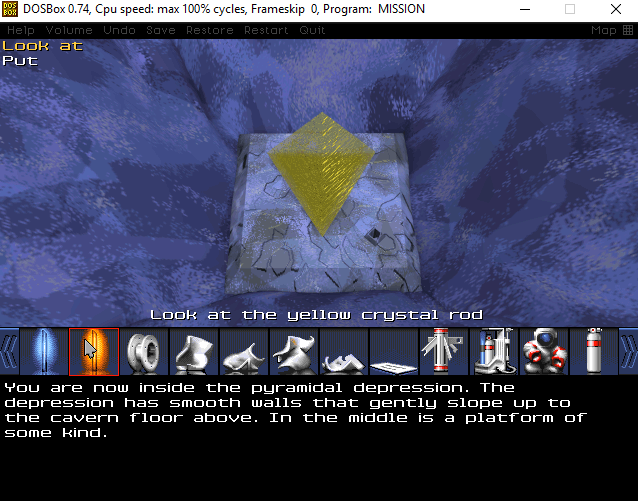 DOSBox 0.74, Cpu speed: max 100% cycles, Frameskip 0, Program: MISSION
Help Volume Undo Save Restore Restart Quit Map
Look at
Put
Look at the yellow crystal rod
You are now inside the pyramidal depression. The
depression has smooth walls that gently slope up to
the cavern floor above. In the middle is a platform of
some kind.